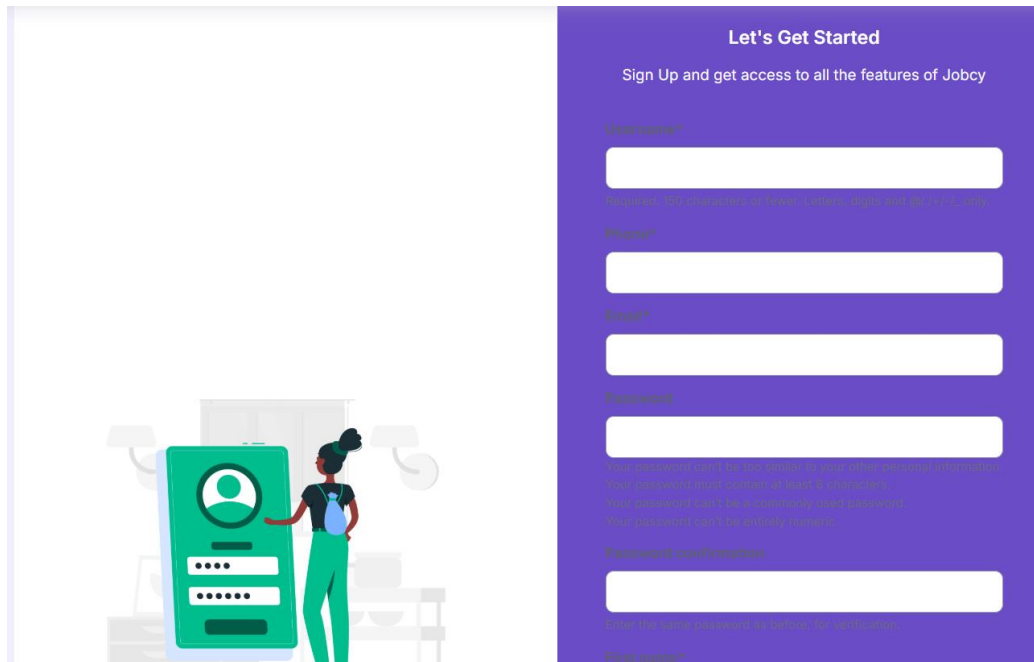 Let's Get Started
Sign Up and get access to all the features of Jobcy
Username*
Required. 150 characters or fewer. Letters, digits and @/./+/-/_ only.
Phone*
Email*
Password
Your password can't be too similar to your other personal information.
Your password must contain at least 8 characters.
Your password can't be a commonly used password.
Your password can't be entirely numeric.
Password confirmation
Enter the same password as before, for verification.
First name*